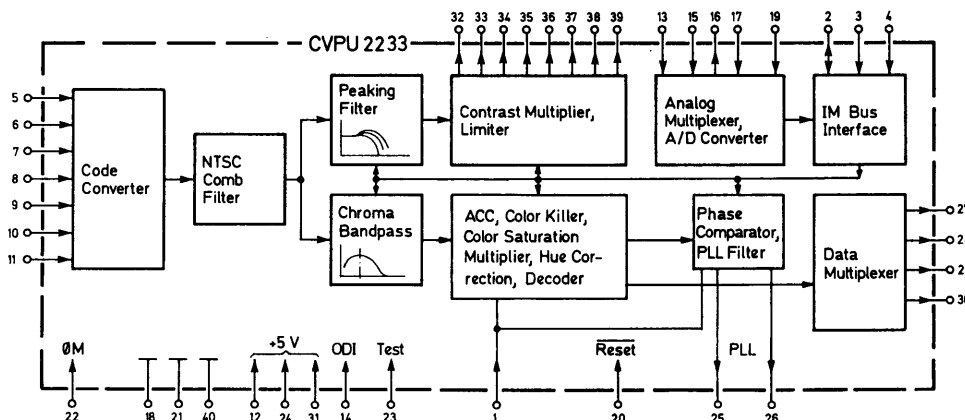 32 33 34 35 36 37 38 39 13 15 16 17 19 2 3 4
CVPU 2233
5
6
7
8
9
10
11
Code
Converter
NTSC
Comb
Filter
Peaking
Filter
Contrast Multiplier,
Limiter
Analog
Multiplexer,
A/D Converter
IM Bus
Interface
Chroma
Bandpass
ACC, Color Killer,
Color Saturation
Multiplier, Hue Cor-
rection, Decoder
Phase
Comparator,
PLL Filter
Data
Multiplexer
ØM
+5 V
ODI
Test
Reset
PLL
22 18 21 40 12 24 31 14 23 1 20 25 26